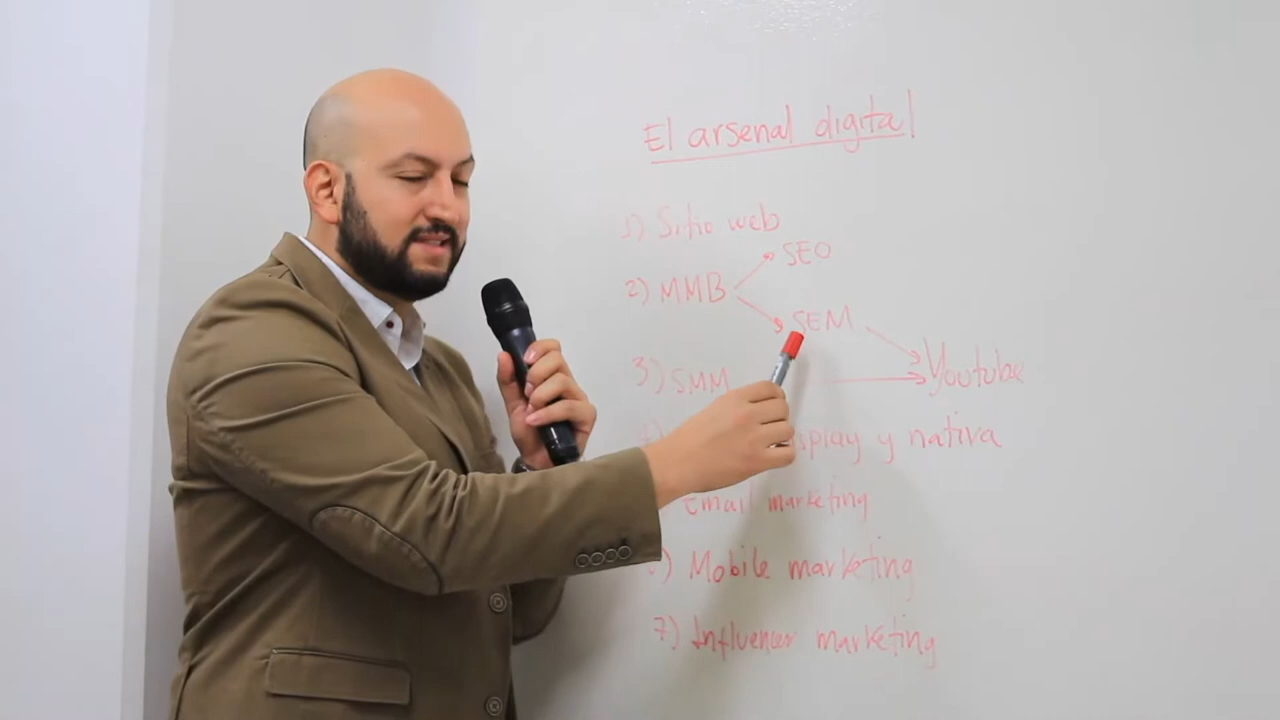 El arsenal digital
1) Sitio web
SEO
2) MMB
SEM
3) SMM
Youtube
y nativa
Email marketing
Mobile marketing
7) Influencer marketing